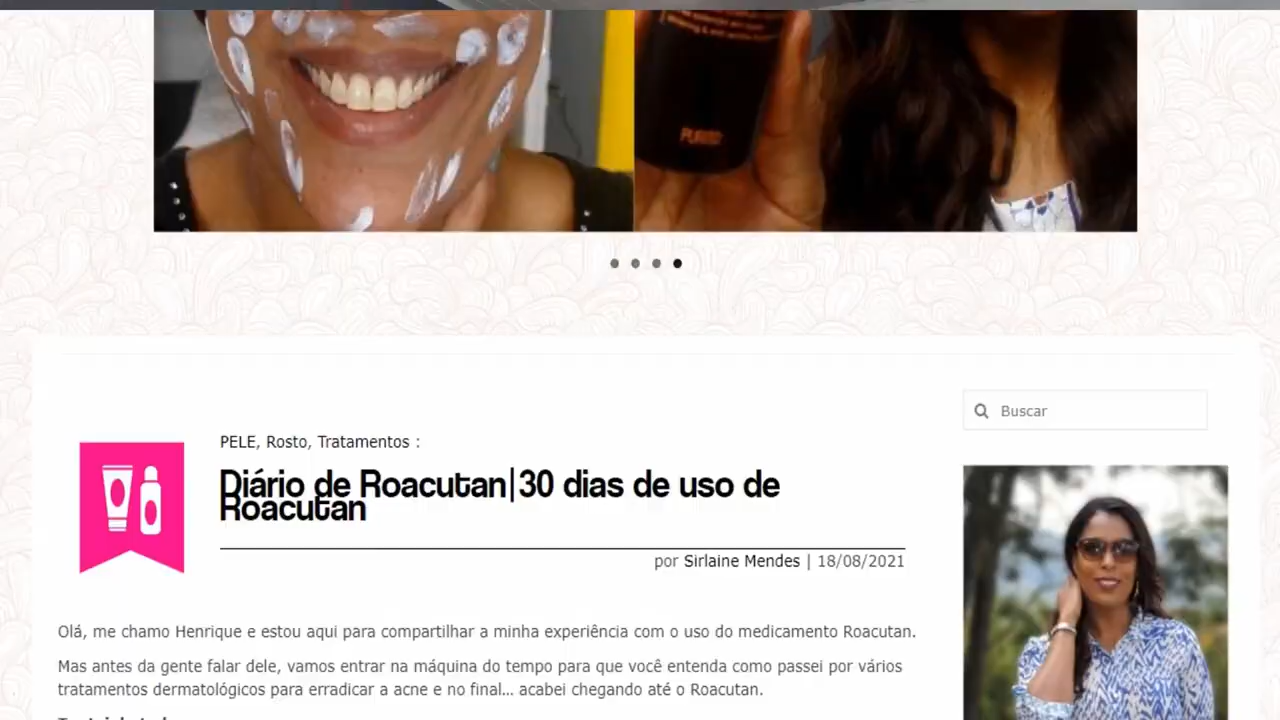 PELE, Rosto, Tratamentos :
Diário de Roacutan|30 dias de uso de
Roacutan
por Sirlaine Mendes | 18/08/2021
Buscar
Olá, me chamo Henrique e estou aqui para compartilhar a minha experiência com o uso do medicamento Roacutan.
Mas antes da gente falar dele, vamos entrar na máquina do tempo para que você entenda como passei por vários
tratamentos dermatológicos para erradicar a acne e no final... acabei chegando até o Roacutan.